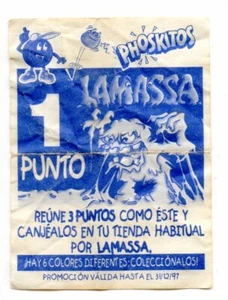 PHOSKITOS
LAMASSA
1
PUNTO
REÚNE 3 PUNTOS COMO ÉSTE Y
CANJÉALOS EN TU TIENDA HABITUAL
POR LAMASSA.
¡HAY 6 COLORES DIFERENTES: COLECCIÓNALOS!
PROMOCIÓN VÁLIDA HASTA EL 31/12/97